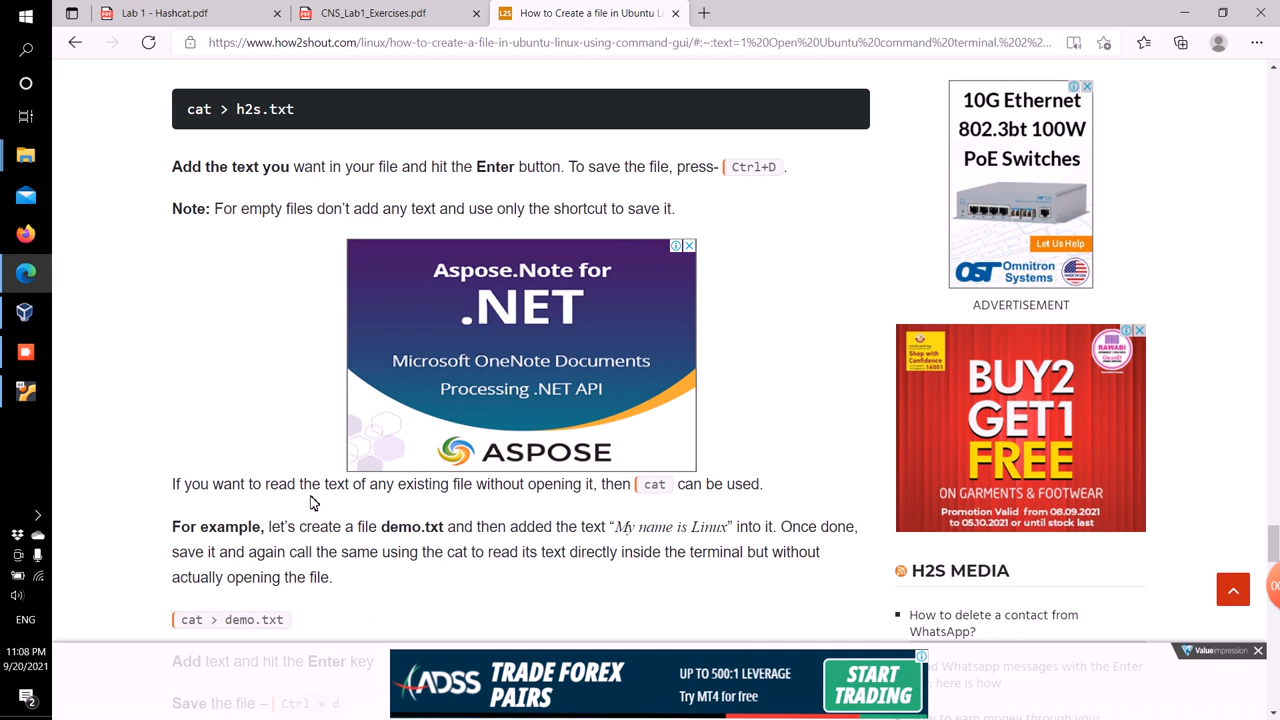 Lab 1 - Hashcat.pdf
CNS_Lab1_Exercises.pdf
How to Create a file in Ubuntu Li
https://www.how2shout.com/linux/how-to-create-a-file-in-ubuntu-linux-using-command-gui/#:~:text=1%20Open%20Ubuntu%20command%20terminal.%202%2...
cat > h2s.txt
Add the text you want in your file and hit the Enter button. To save the file, press- Ctrl+D .
Note: For empty files don't add any text and use only the shortcut to save it.
Aspose.Note for
.NET
Microsoft OneNote Documents
Processing .NET API
ASPOSE
If you want to read the text of any existing file without opening it, then cat can be used.
For example, let's create a file demo.txt and then added the text “My name is Linux” into it. Once done,
save it and again call the same using the cat to read its text directly inside the terminal but without
actually opening the file.
cat > demo.txt
Add text and hit the Enter key
Save the file – Ctrl + d
10G Ethernet
802.3bt 100W
PoE Switches
Let Us Help
OST Omnitron
Systems
ADVERTISEMENT
Shop with
Confidence
16001
RAWABI
BUY2
GET1
FREE
ON GARMENTS & FOOTWEAR
Promotion Valid from 08.09.2021
to 05.10.2021 or until stock
H2S MEDIA
How to delete a contact from
WhatsApp?
d Whatsapp messages with the Enter
here is how
Valueimpression
ADSS
TRADE FOREX
PAIRS
UP TO 500:1 LEVERAGE
Try MT4 for free
START
TRADING
ENG
11:08 PM
9/20/2021
2